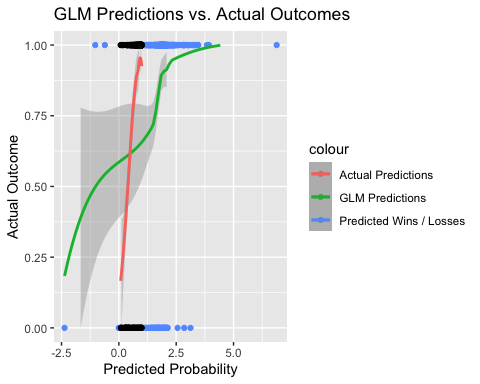 GLM Predictions vs. Actual Outcomes
1.00
0.75
0.50
0.25
0.00
Actual Outcome
-2.5
0.0
2.5
5.0
Predicted Probability
colour
Actual Predictions
GLM Predictions
Predicted Wins / Losses